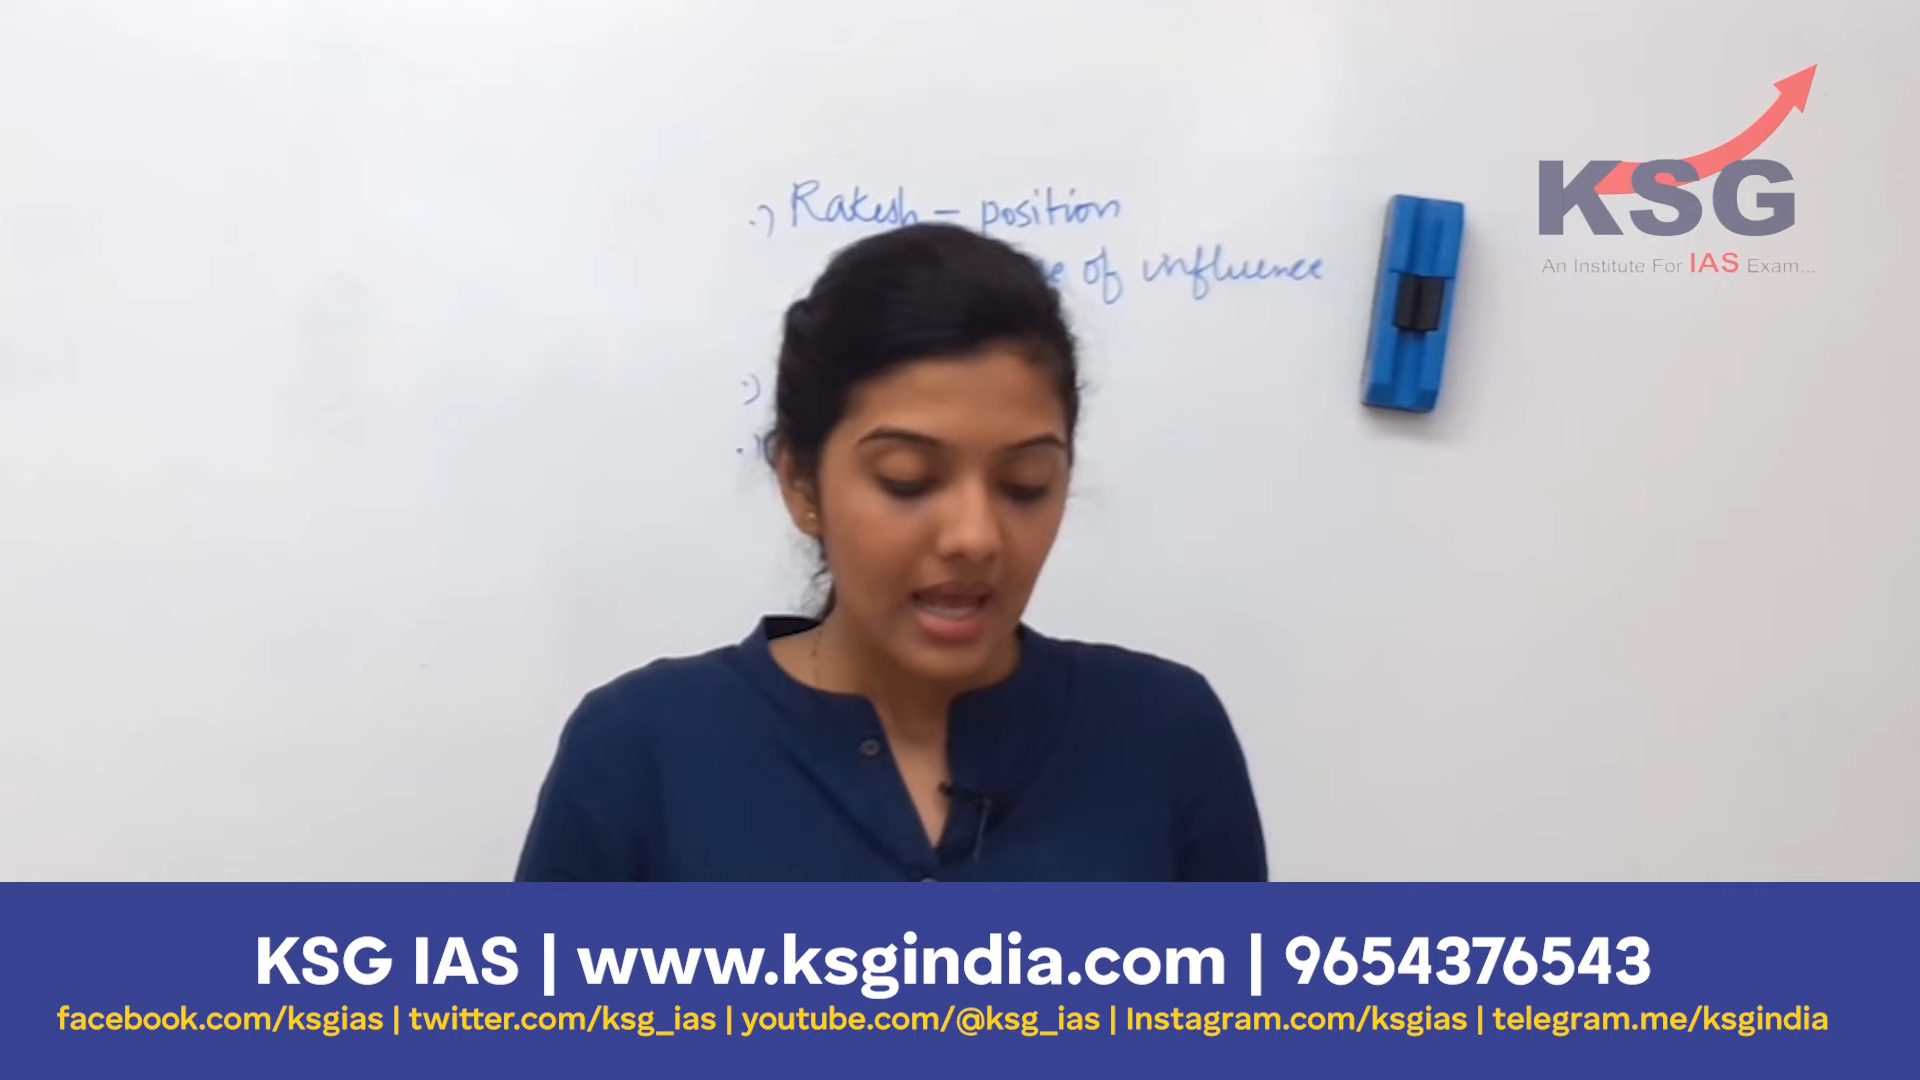 .) Rakesh – position
of influence
:)
KSG
An Institute For IAS Exam...
KSG IAS | www.ksgindia.com | 9654376543
facebook.com/ksgias | twitter.com/ksg_ias | youtube.com/@ksg_ias | Instagram.com/ksgias | telegram.me/ksgindia